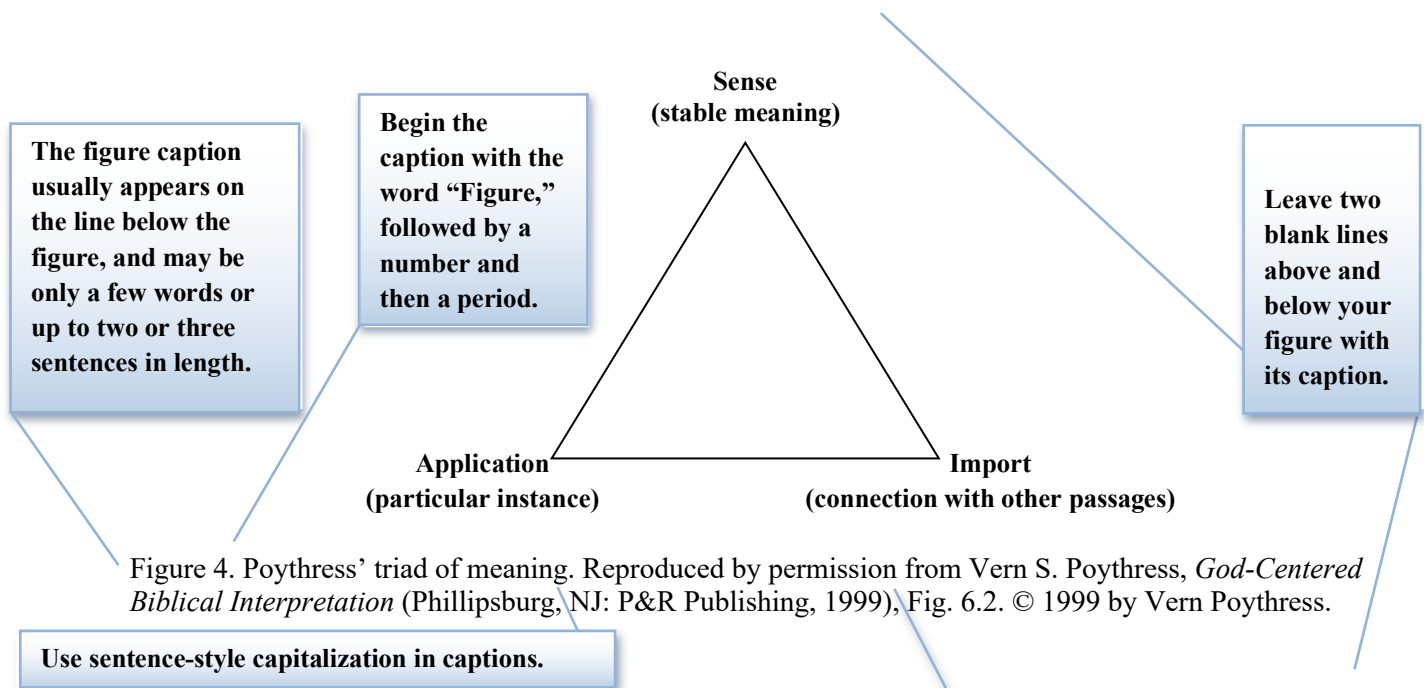 Sense
(stable meaning)
The figure caption
usually appears on
the line below the
figure, and may be
only a few words or
up to two or three
sentences in length.
Begin the
caption with the
word “Figure,”
followed by a
number and
then a period.
Leave two
blank lines
above and
below your
figure with
its caption.
Application
(particular instance)
Import
(connection with other passages)
Figure 4. Poythress’ triad of meaning. Reproduced by permission from Vern S. Poythress, God-Centered
Biblical Interpretation (Phillipsburg, NJ: P&R Publishing, 1999), Fig. 6.2. © 1999 by Vern Poythress.
Use sentence-style capitalization in captions.